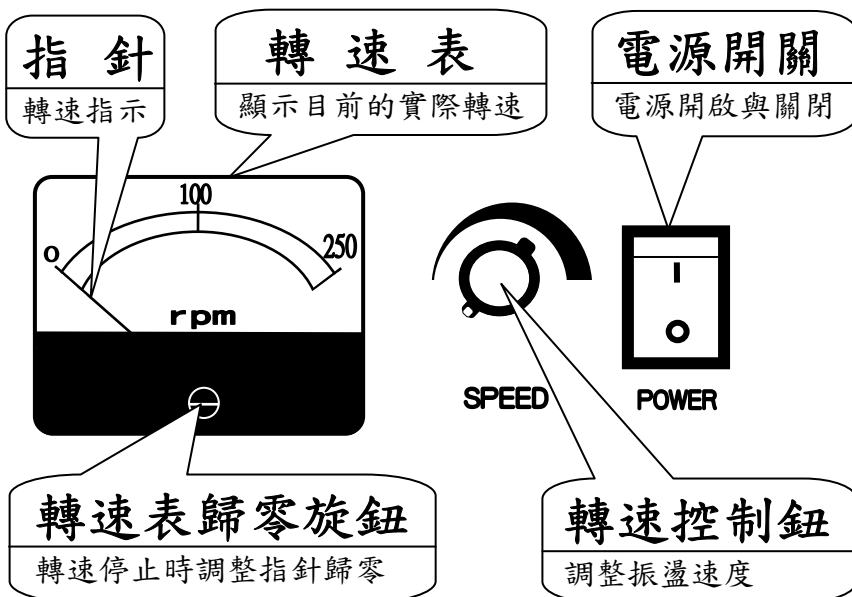 指針
轉速指示
轉速表
顯示目前的實際轉速
電源開關
電源開啟與關閉
0
100
250
rpm
SPEED
POWER
轉速表歸零旋鈕
轉速停止時調整指針歸零
轉速控制鈕
調整振盪速度